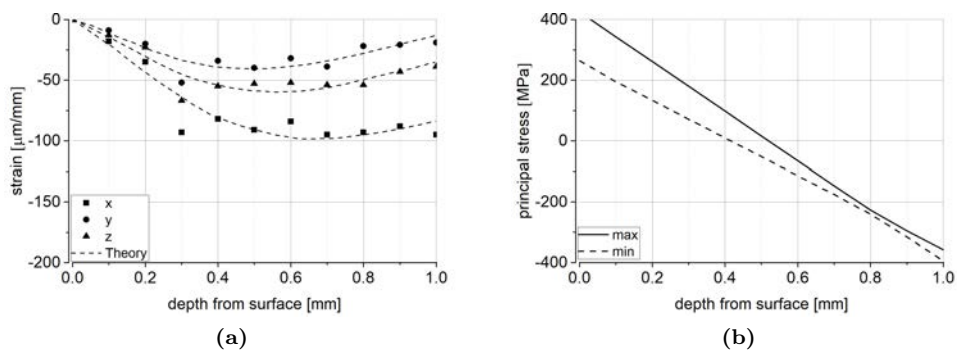 0
-50
-100
-150
-200
strain [μm/mm]
x
y
z
Theory
0.0 0.2 0.4 0.6 0.8 1.0
depth from surface [mm]
(a)
400
200
0
-200
-400
principal stress [MPa]
max
min
0.0 0.2 0.4 0.6 0.8 1.0
depth from surface [mm]
(b)